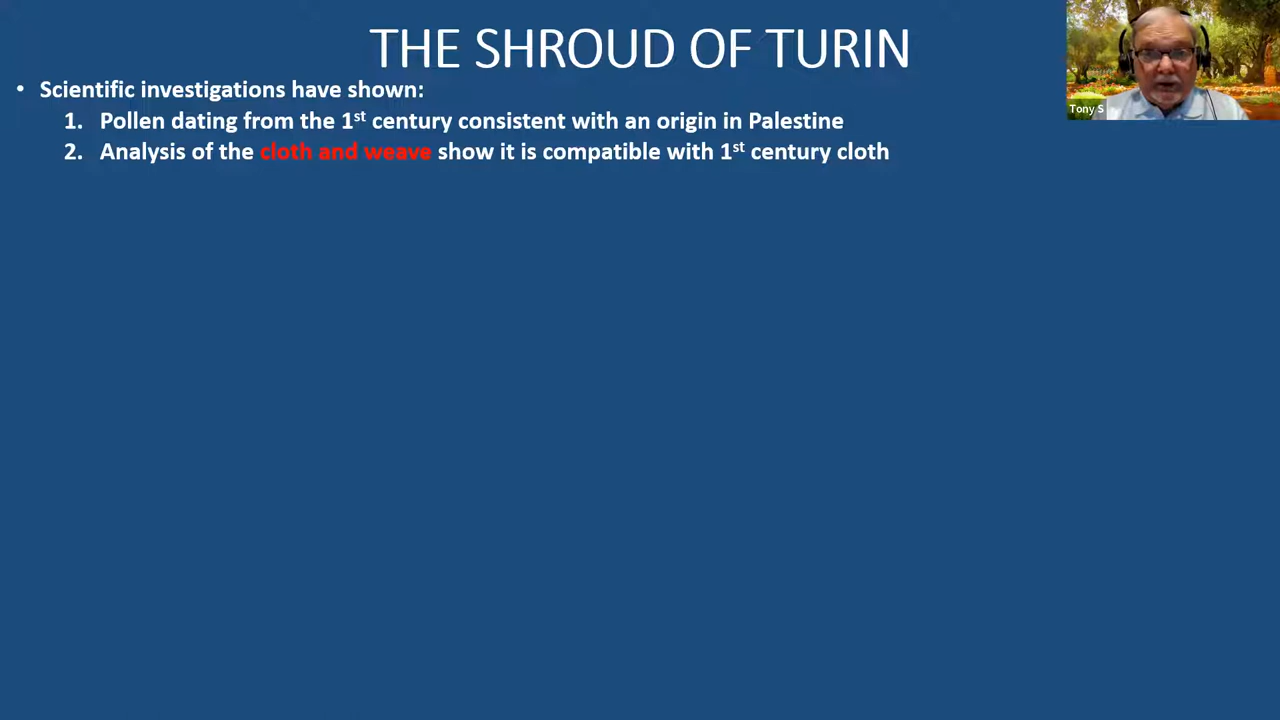 THE SHROUD OF TURIN
• Scientific investigations have shown:
1. Pollen dating from the 1st century consistent with an origin in Palestine
2. Analysis of the cloth and weave show it is compatible with 1st century cloth
Tony S